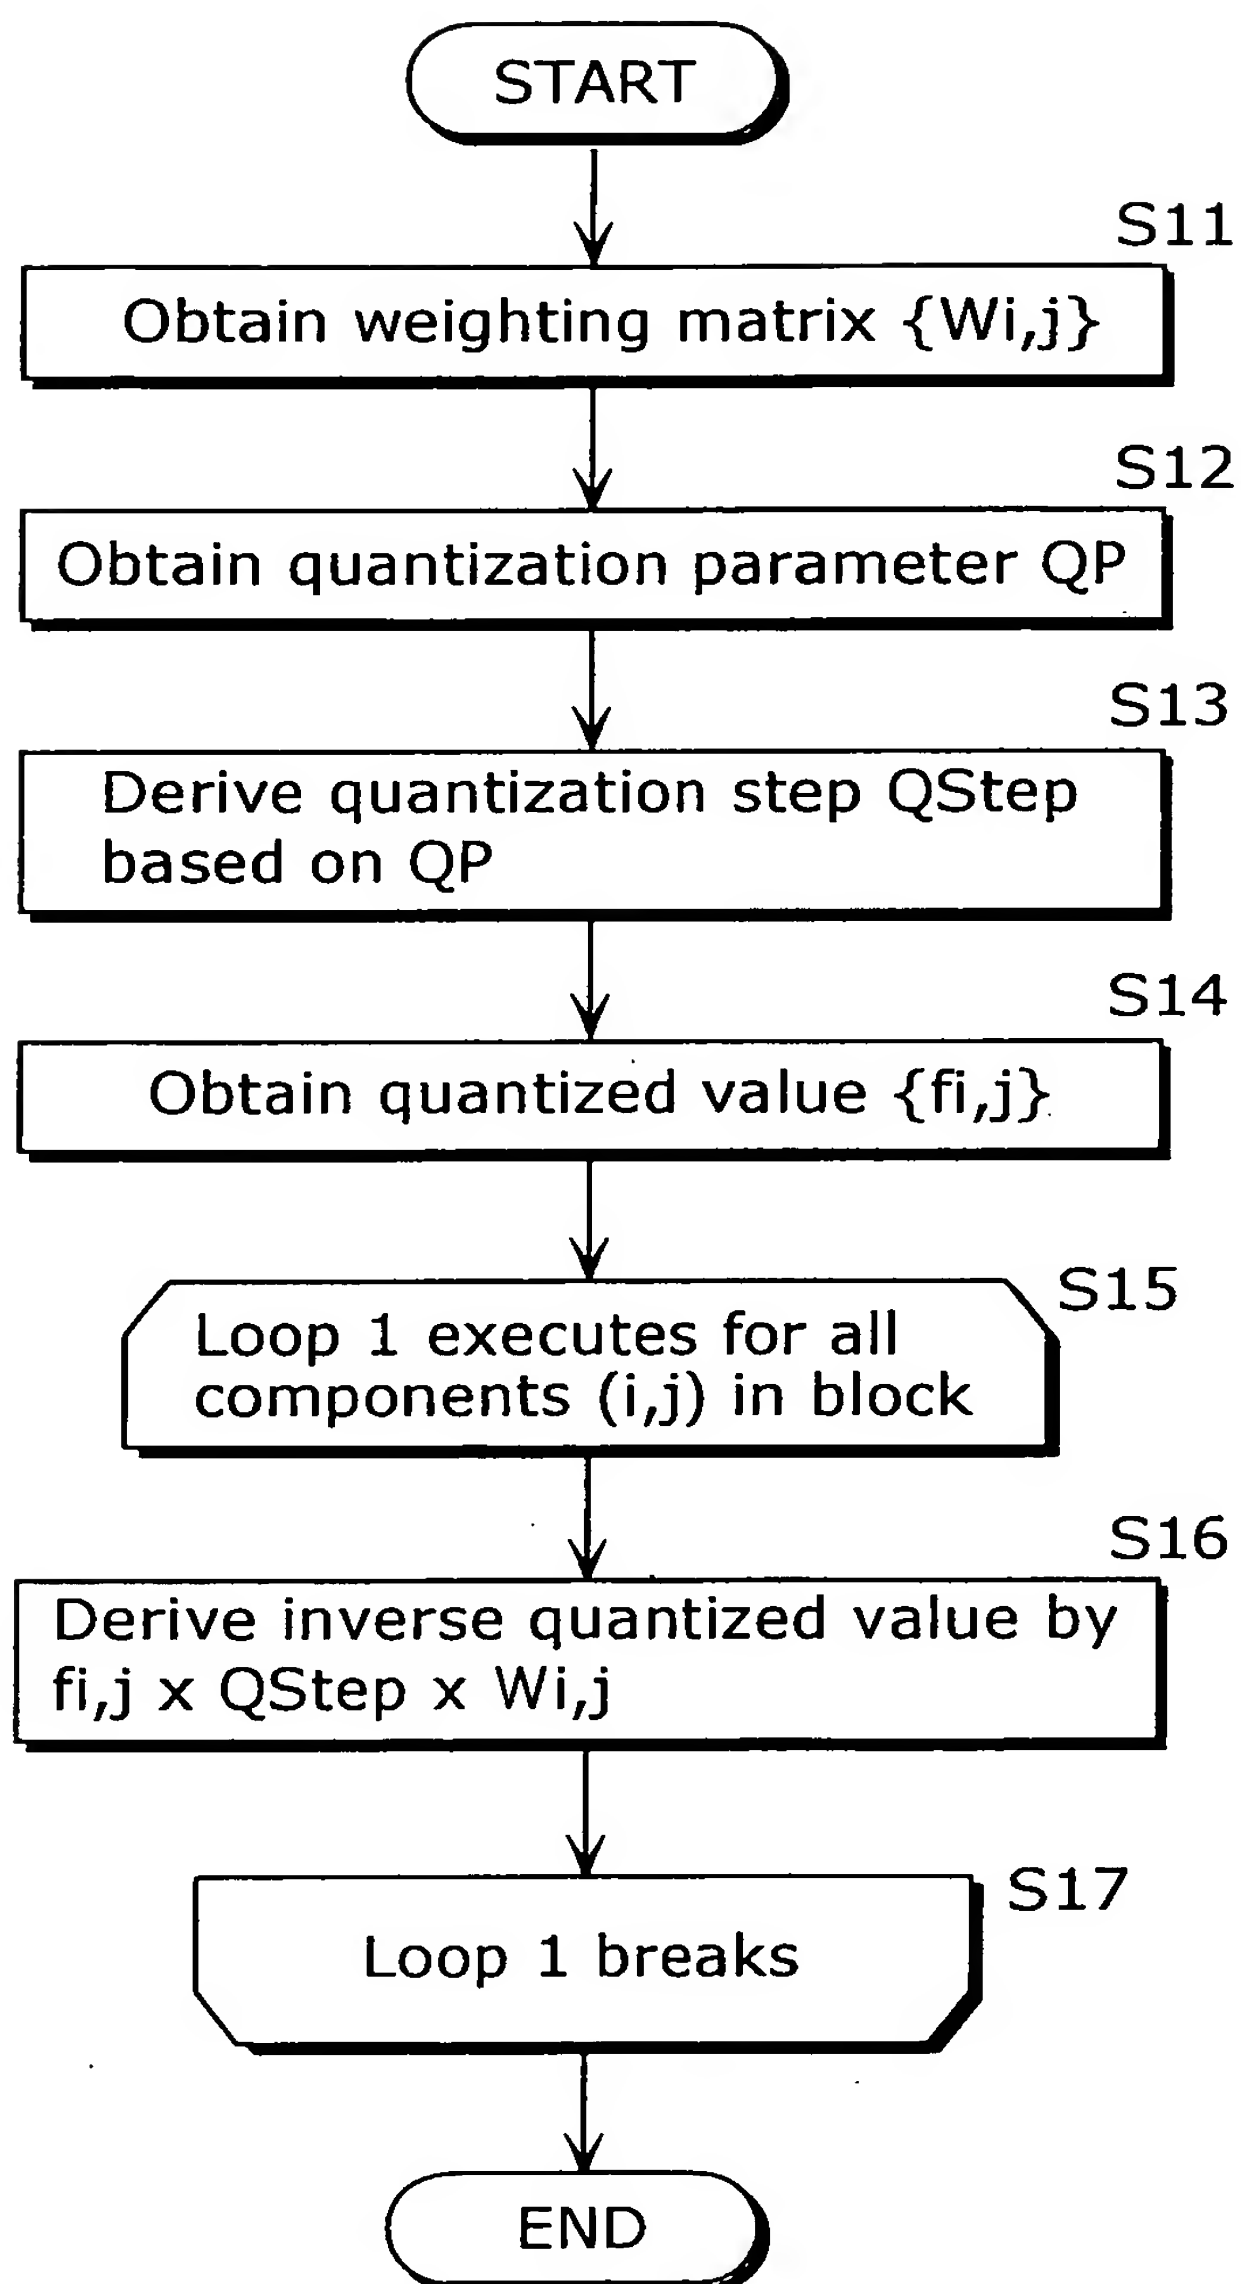 START
S11
Obtain weighting matrix {Wi,j}
S12
Obtain quantization parameter QP
S13
Derive quantization step QStep
based on QP
S14
Obtain quantized value {fi,j}
S15
Loop 1 executes for all
components (i,j) in block
S16
Derive inverse quantized value by
fi,j x QStep x Wi,j
S17
Loop 1 breaks
END